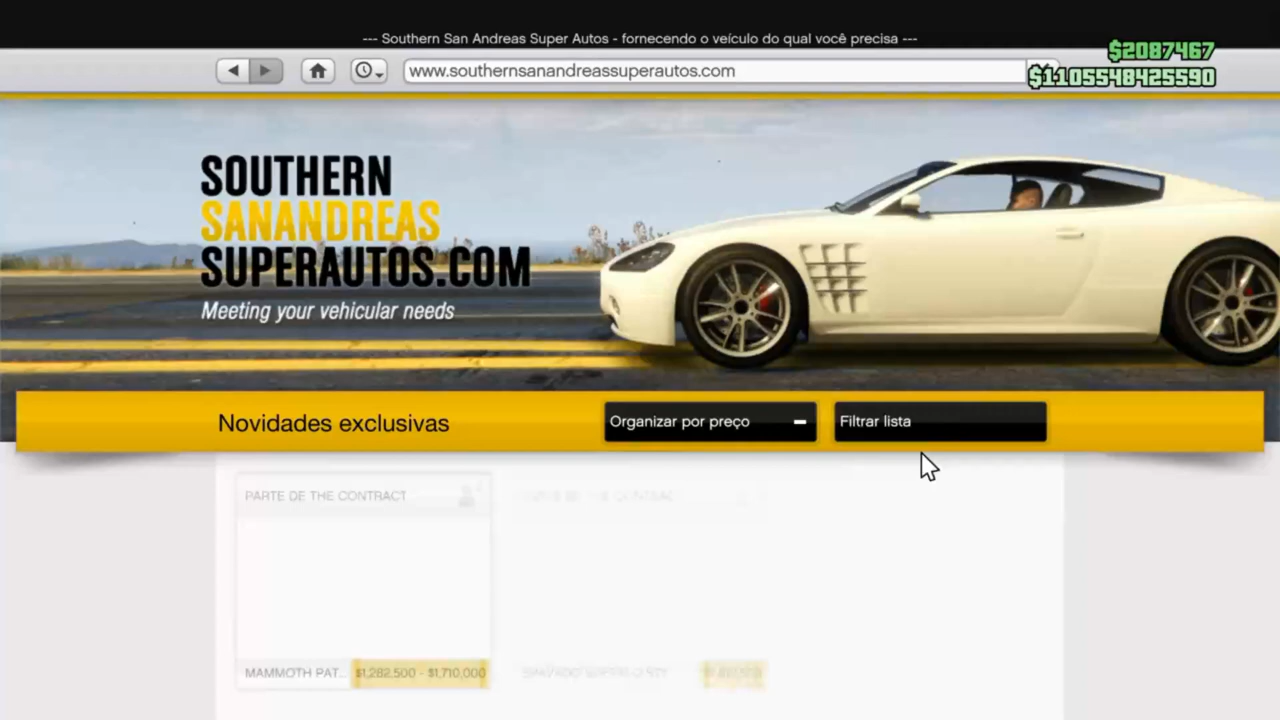 --- Southern San Andreas Super Autos - fornecendo o veículo do qual você precisa ---
$2087467
www.southernsanandreassuperautos.com
$1105548425590
SOUTHERN
SANANDREAS
SUPERAUTOS.COM
Meeting your vehicular needs
Novidades exclusivas
Organizar por preço
Filtrar lista
PARTE DE THE CONTRACT
MAMMOTH PAT...
$1,282,500 - $1,710,000